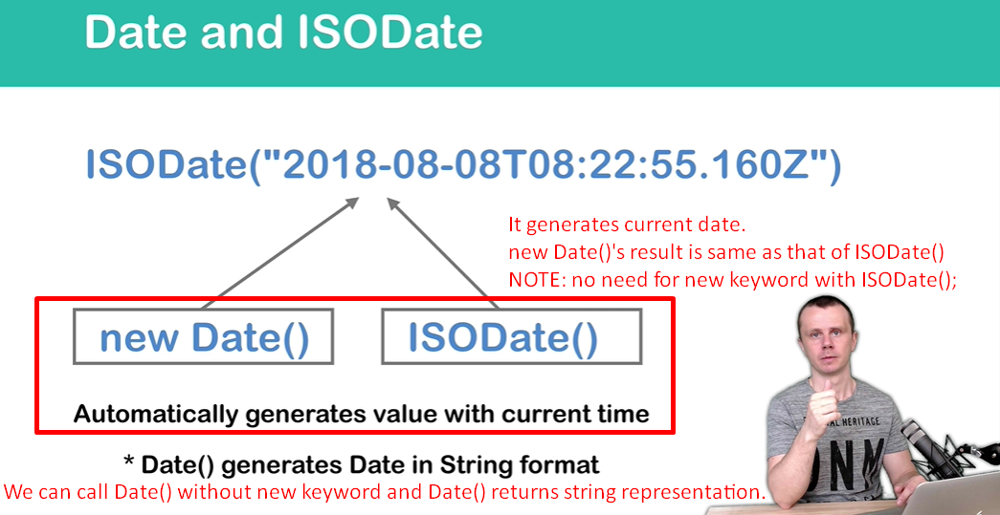 Date and ISODate
ISODate("2018-08-08T08:22:55.160Z")
It generates current date.
new Date()'s result is same as that of ISODate()
NOTE: no need for new keyword with ISODate();
new Date()
ISODate()
Automatically generates value with current time
* Date() generates Date in String format
We can call Date() without new keyword and Date() returns string representation.
HERITAGE